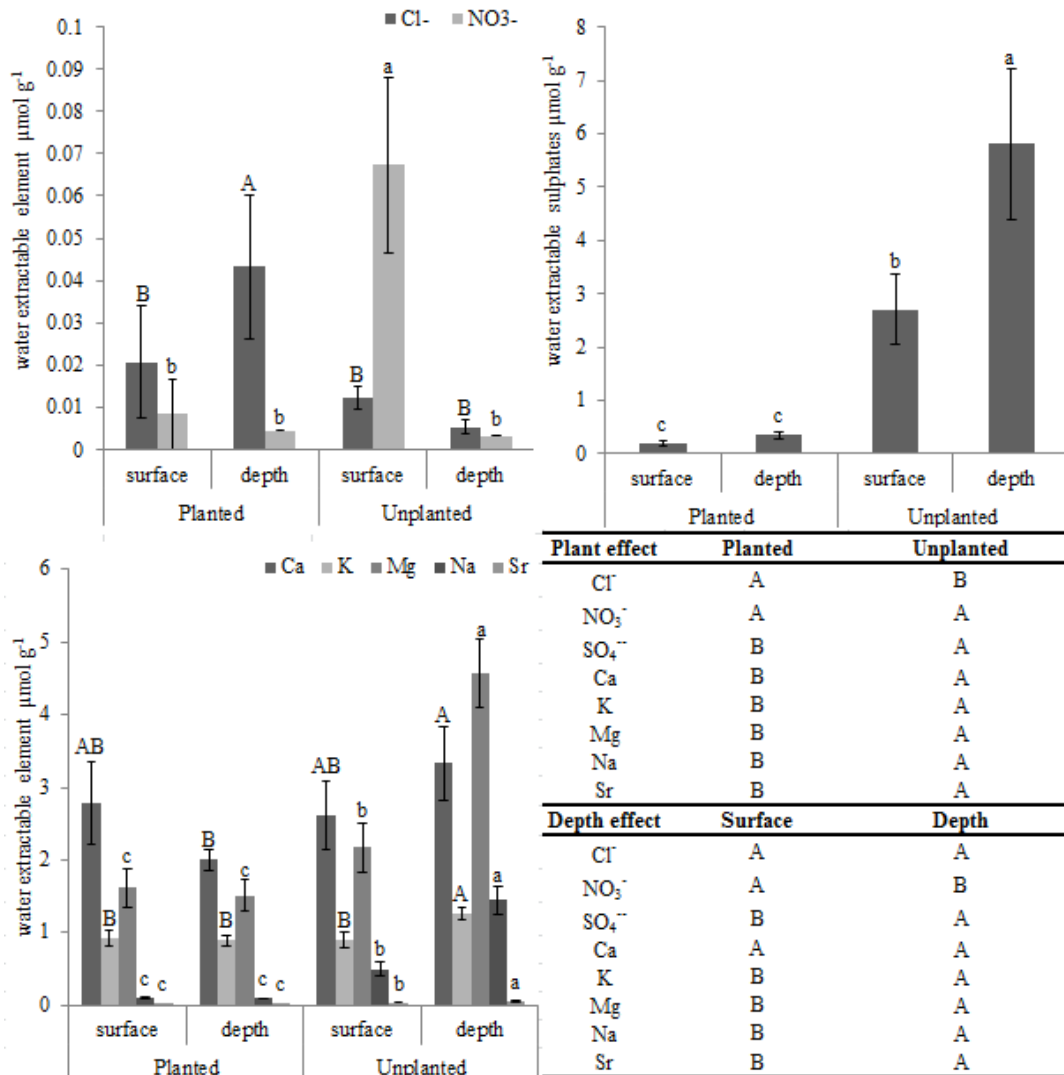 Cl- NO3-
water extractable element µmol g-1
0.1
0.09
0.08
0.07
0.06
0.05
0.04
0.03
0.02
0.01
0
B
b
A
b
B
a
B
b
surface depth surface depth
Planted Unplanted
water extractable sulphates µmol g-1
8
7
6
5
4
3
2
1
0
c
c
b
a
surface depth surface depth
Planted Unplanted
Ca K Mg Na Sr
water extractable element µmol g-1
6
5
4
3
2
1
0
AB B c c c
B B c c c
AB B b b b
A A a a a
surface depth surface depth
Planted Unplanted
Plant effect Planted Unplanted
Cl- A B
NO3- A A
SO4-- B A
Ca B A
K B A
Mg B A
Na B A
Sr B A
Depth effect Surface Depth
Cl- A A
NO3- A B
SO4-- B A
Ca A A
K B A
Mg B A
Na B A
Sr B A